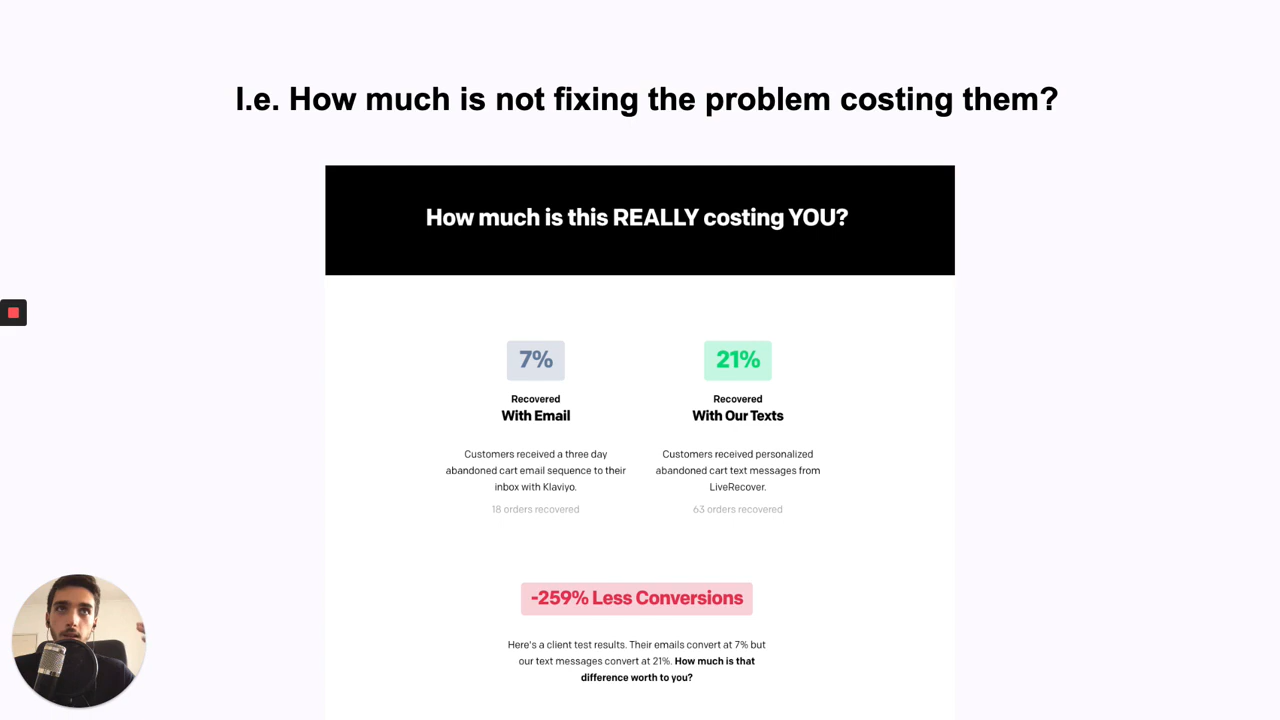 I.e. How much is not fixing the problem costing them?
How much is this REALLY costing YOU?
7%
Recovered
With Email
Customers received a three day
abandoned cart email sequence to their
inbox with Klaviyo.
18 orders recovered
21%
Recovered
With Our Texts
Customers received personalized
abandoned cart text messages from
LiveRecover.
63 orders recovered
-259% Less Conversions
Here's a client test results. Their emails convert at 7% but
our text messages convert at 21%. How much is that
difference worth to you?